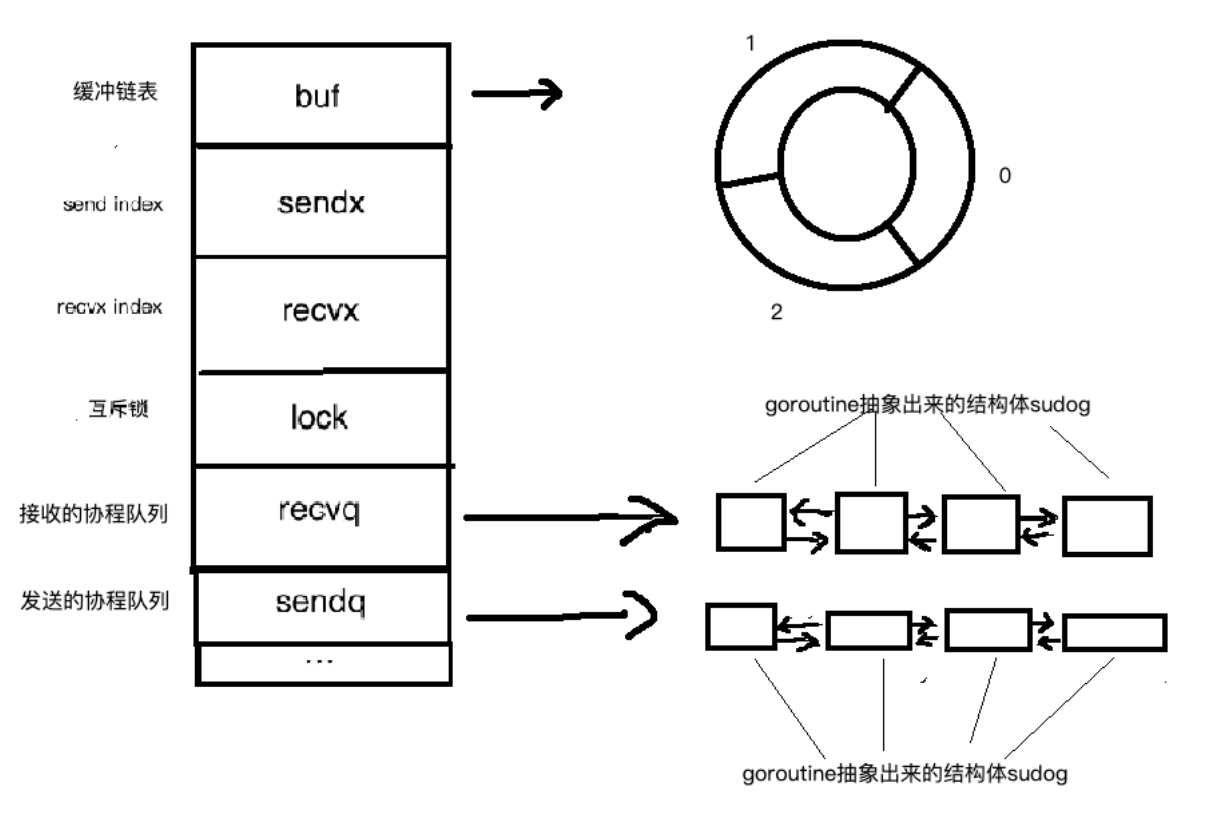 缓冲链表
buf
1
0
2
send index
sendx
recvx index
recvx
互斥锁
lock
goroutine抽象出来的结构体sudog
接收的协程队列
recvq
发送的协程队列
sendq
...
goroutine抽象出来的结构体sudog